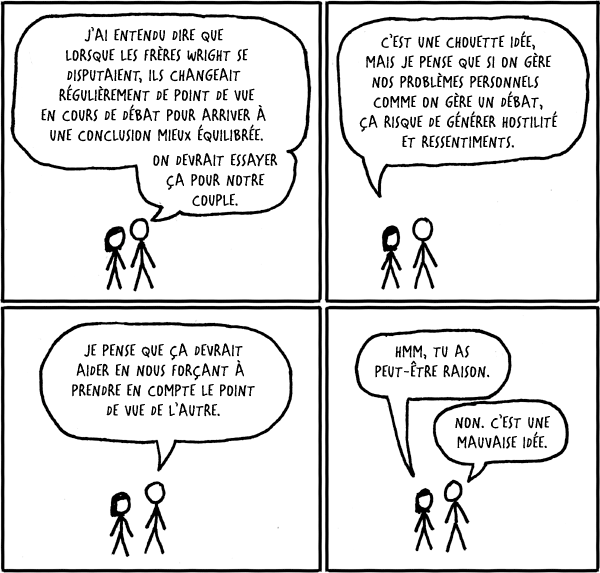 J'AI ENTENDU DIRE QUE
LORSQUE LES FRÈRES WRIGHT SE
DISPUTAIENT, ILS CHANGEAIT
RÉGULIÈREMENT DE POINT DE VUE
EN COURS DE DÉBAT POUR ARRIVER À
UNE CONCLUSION MIEUX ÉQUILIBRÉE.
ON DEVRAIT ESSAYER
ÇA POUR NOTRE
COUPLE.
C'EST UNE CHOUETTE IDÉE,
MAIS JE PENSE QUE SI ON GÈRE
NOS PROBLÈMES PERSONNELS
COMME ON GÈRE UN DÉBAT,
ÇA RISQUE DE GÉNÉRER HOSTILITÉ
ET RESSENTIMENTS.
JE PENSE QUE ÇA DEVRAIT
AIDER EN NOUS FORÇANT À
PRENDRE EN COMPTE LE POINT
DE VUE DE L'AUTRE.
HMM, TU AS
PEUT-ÊTRE RAISON.
NON. C'EST UNE
MAUVAISE IDÉE.